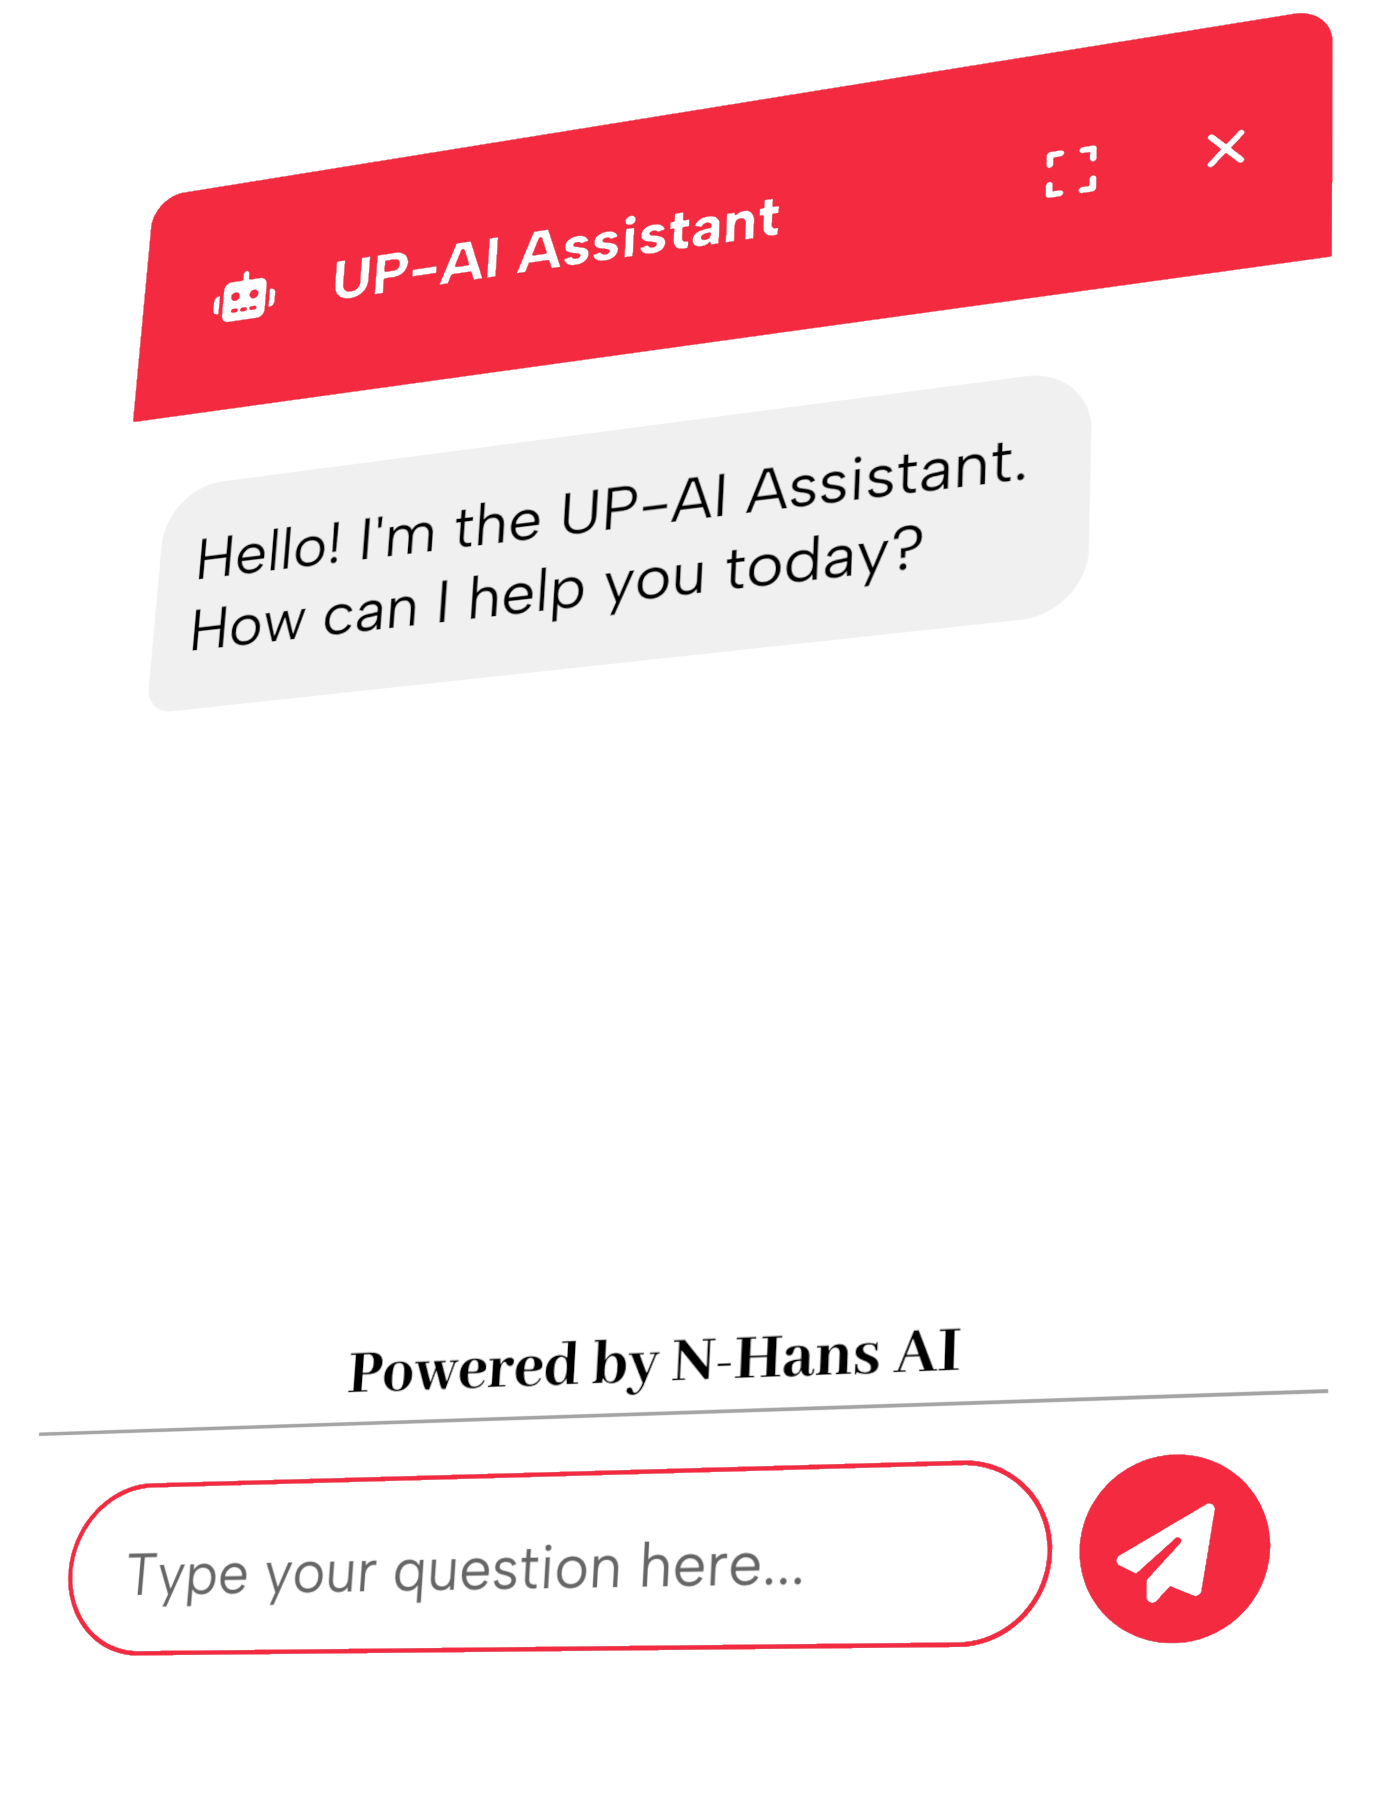 UP-AI Assistant
Hello! I'm the UP-AI Assistant.
How can I help you today?
Powered by N-Hans AI
Type your question here...